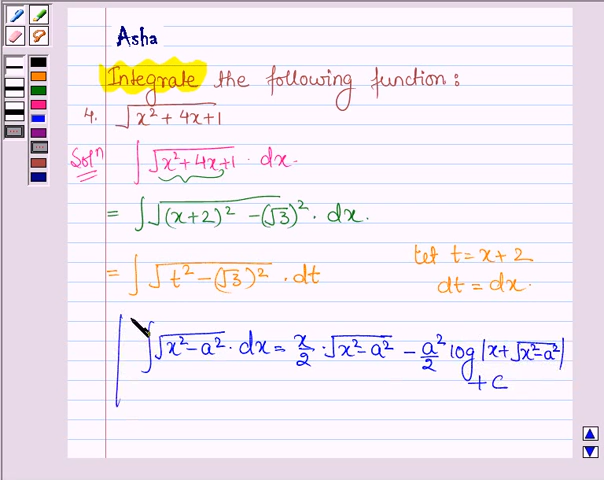 Asha
Integrate the following function :
4. √(x² + 4x + 1)
Solⁿ ∫ √(x² + 4x + 1) · dx.
= ∫ √((x+2)² - (√3)²) · dx.
= ∫ √(t² - (√3)²) · dt
let t = x + 2
dt = dx.
∫ √(x² - a²) · dx = x/2 · √(x² - a²) - a²/2 log |x + √(x² - a²)|
+ C